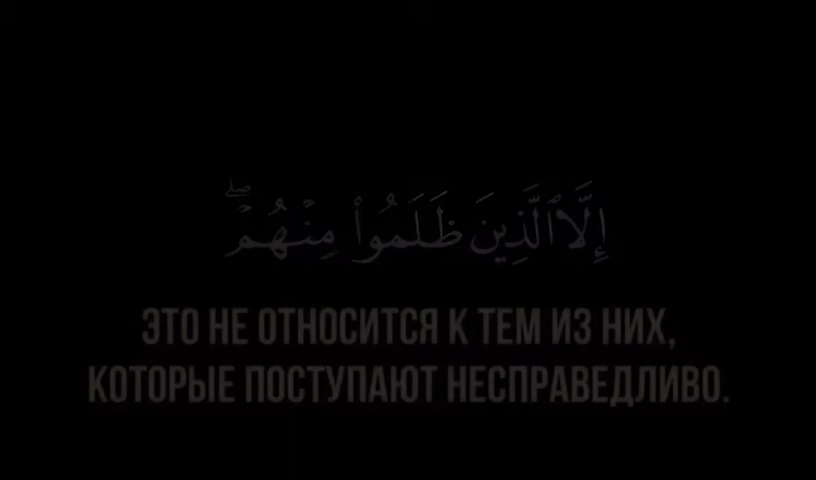 إِلَّا ٱلَّذِينَ ظَلَمُوا۟ مِنْهُمْ ۖ
ЭТО НЕ ОТНОСИТСЯ К ТЕМ ИЗ НИХ,
КОТОРЫЕ ПОСТУПАЮТ НЕСПРАВЕДЛИВО.